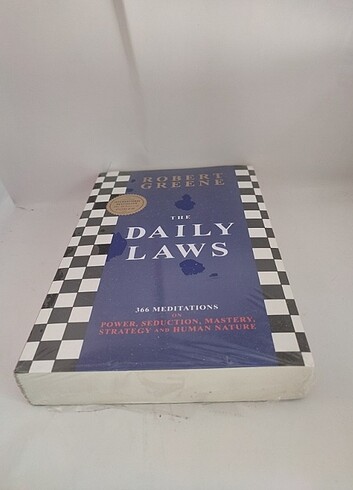 ROBERT
GREENE
THE
DAILY
LAWS
366 MEDITATIONS
ON
POWER, SEDUCTION, MASTERY,
STRATEGY AND HUMAN NATURE